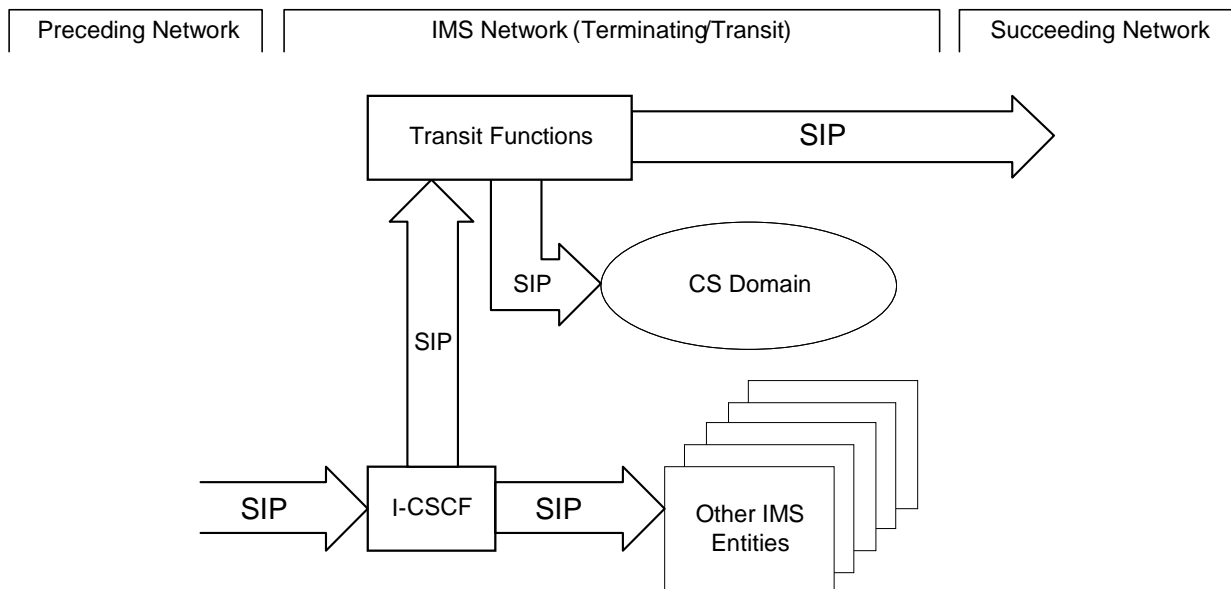 Preceding Network
IMS Network (Terminating/Transit)
Succeeding Network
Transit Functions
SIP
SIP
CS Domain
SIP
SIP
I-CSCF
SIP
Other IMS
Entities